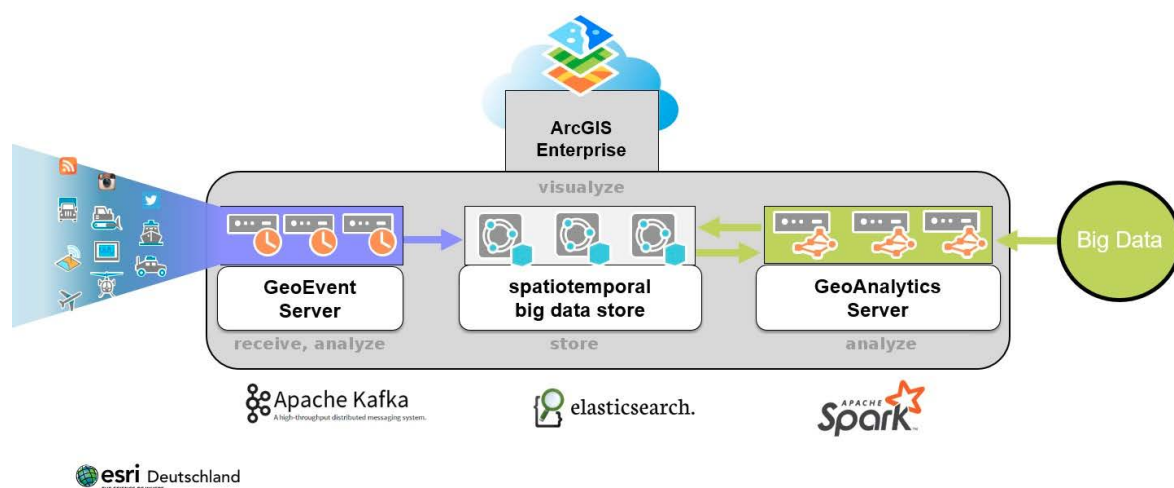 ArcGIS
Enterprise
visualize
Big Data
GeoEvent
Server
spatiotemporal
big data store
GeoAnalytics
Server
receive, analyze
store
analyze
Apache Kafka
A high-throughput distributed messaging system.
elasticsearch.
APACHE
Spark
esri Deutschland